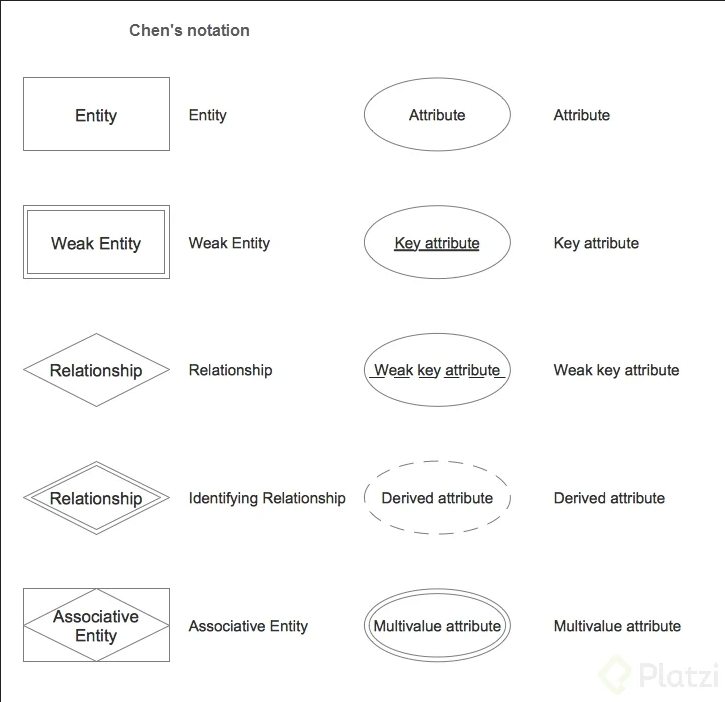 Chen's notation
Entity
Entity
Attribute
Attribute
Weak Entity
Weak Entity
Key attribute
Key attribute
Relationship
Relationship
Weak key attribute
Weak key attribute
Relationship
Identifying Relationship
Derived attribute
Derived attribute
Associative
Entity
Associative Entity
Multivalue attribute
Multivalue attribute
Platzi